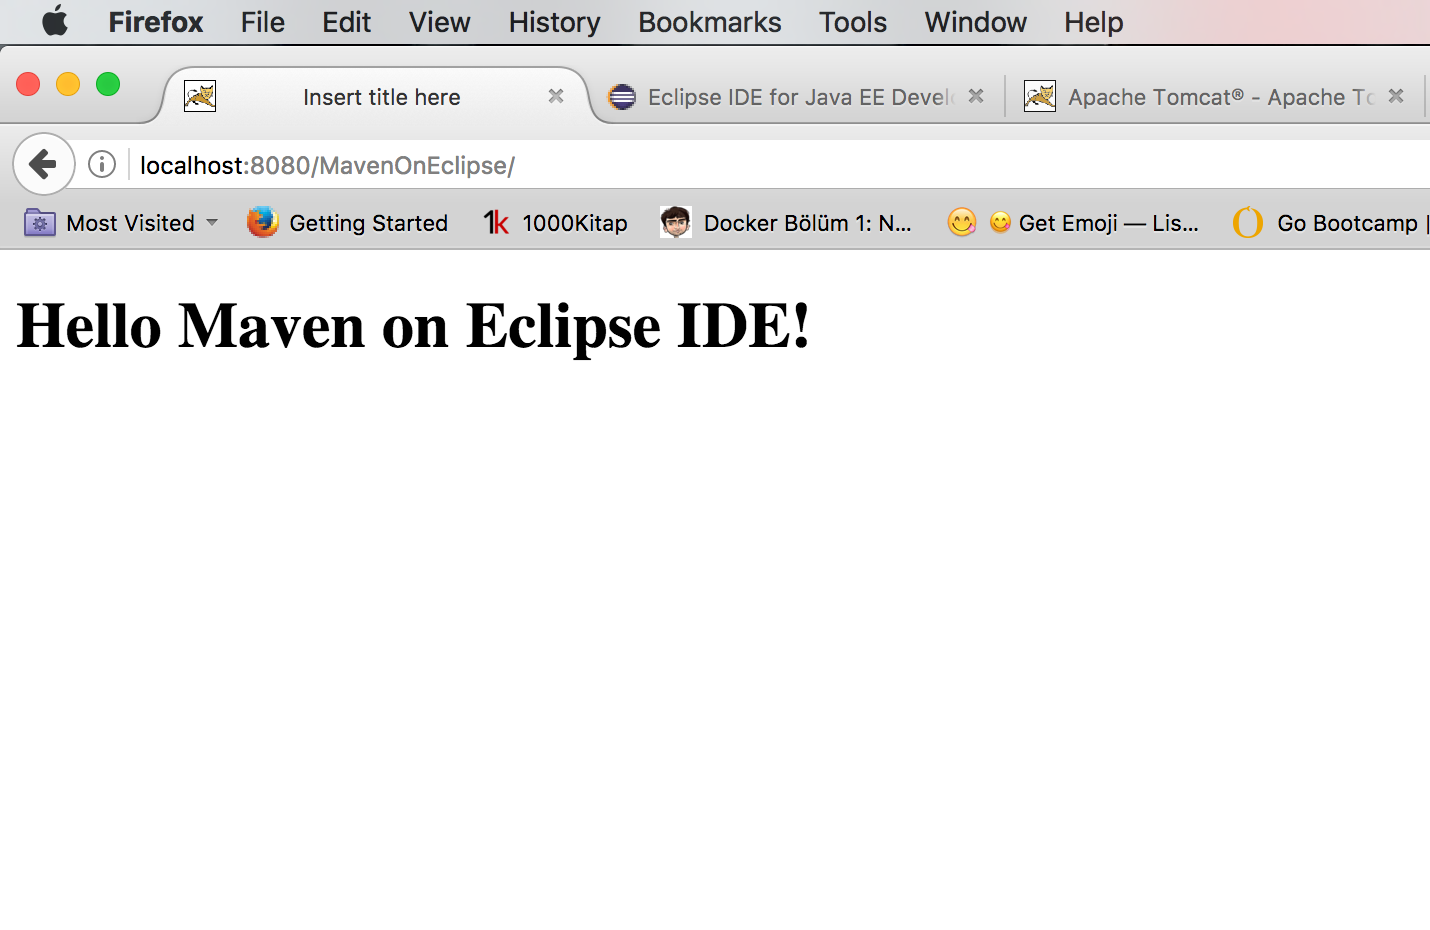 Firefox File Edit View History Bookmarks Tools Window Help
Insert title here Eclipse IDE for Java EE Devel Apache Tomcat® - Apache To
localhost:8080/MavenOnEclipse/
Most Visited Getting Started 1k 1000Kitap Docker Bölüm 1: N... 😋 😋 Get Emoji — Lis... Go Bootcamp |
Hello Maven on Eclipse IDE!